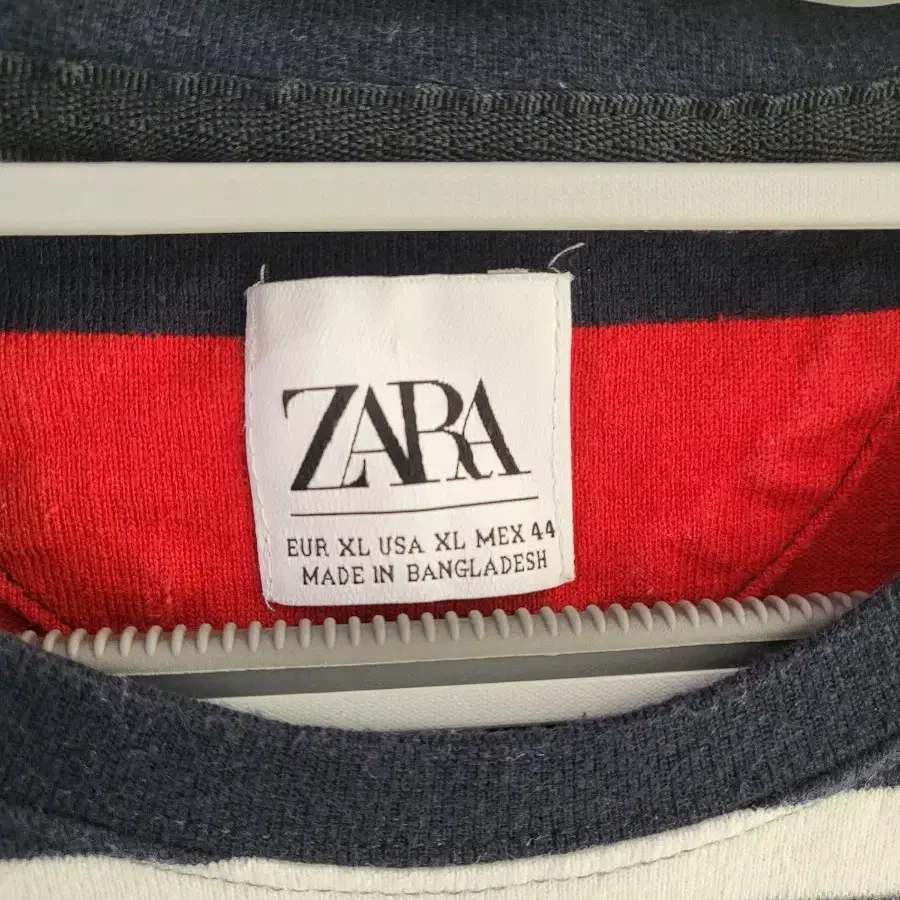 ZARA
EUR XL USA XL MEX 44
MADE IN BANGLADESH